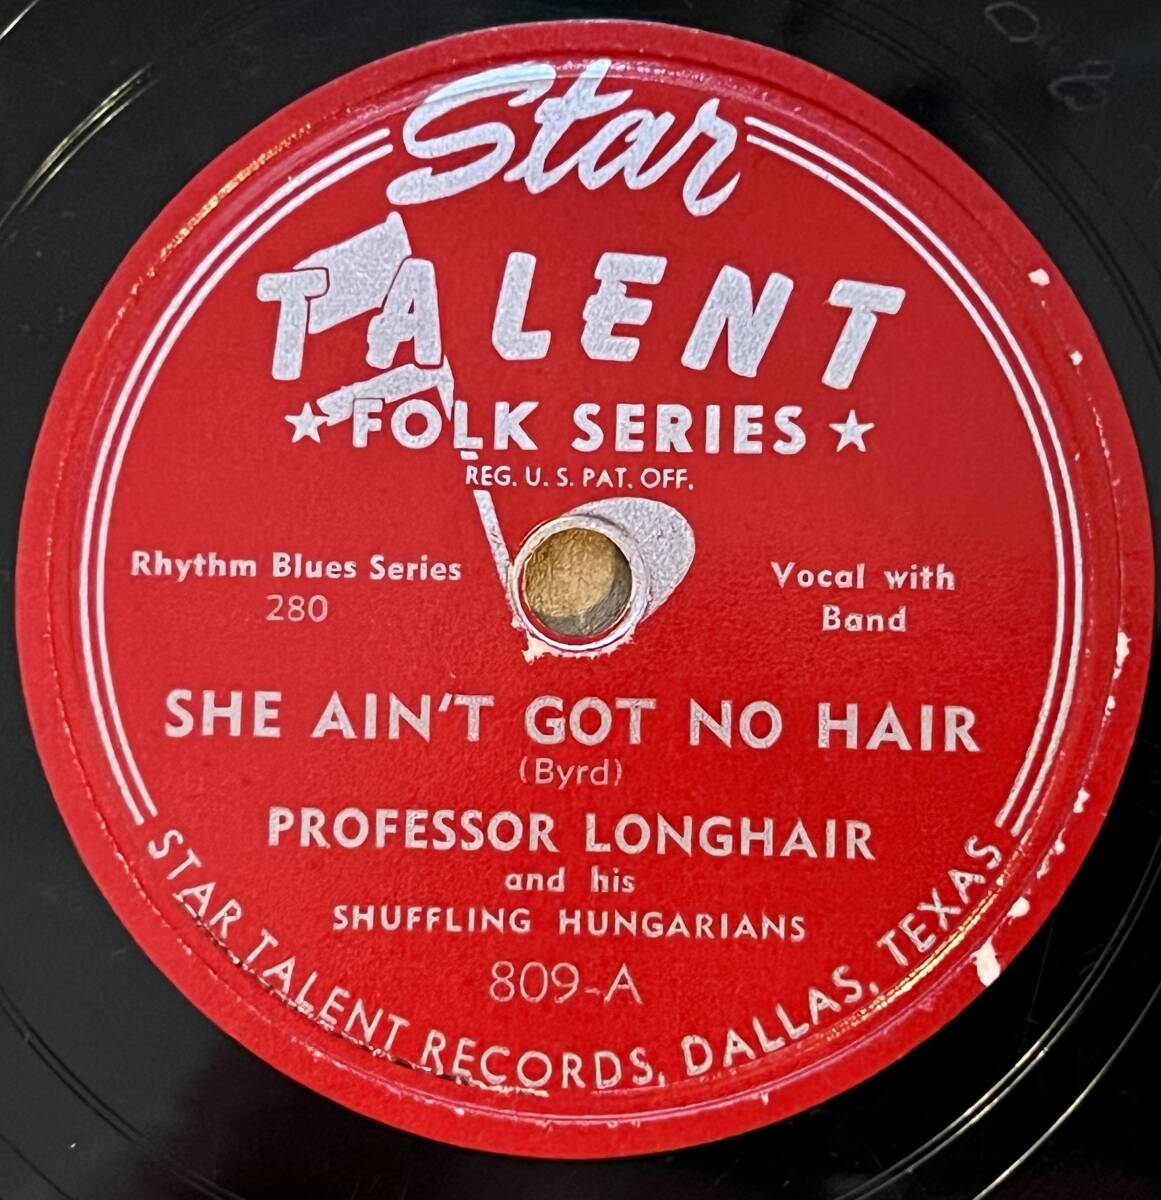 Star
TALENT
★ FOLK SERIES ★
REG. U. S. PAT. OFF.
Rhythm Blues Series
280
Vocal with
Band
SHE AIN'T GOT NO HAIR
(Byrd)
PROFESSOR LONGHAIR
and his
SHUFFLING HUNGARIANS
809-A
STAR TALENT RECORDS, DALLAS, TEXAS